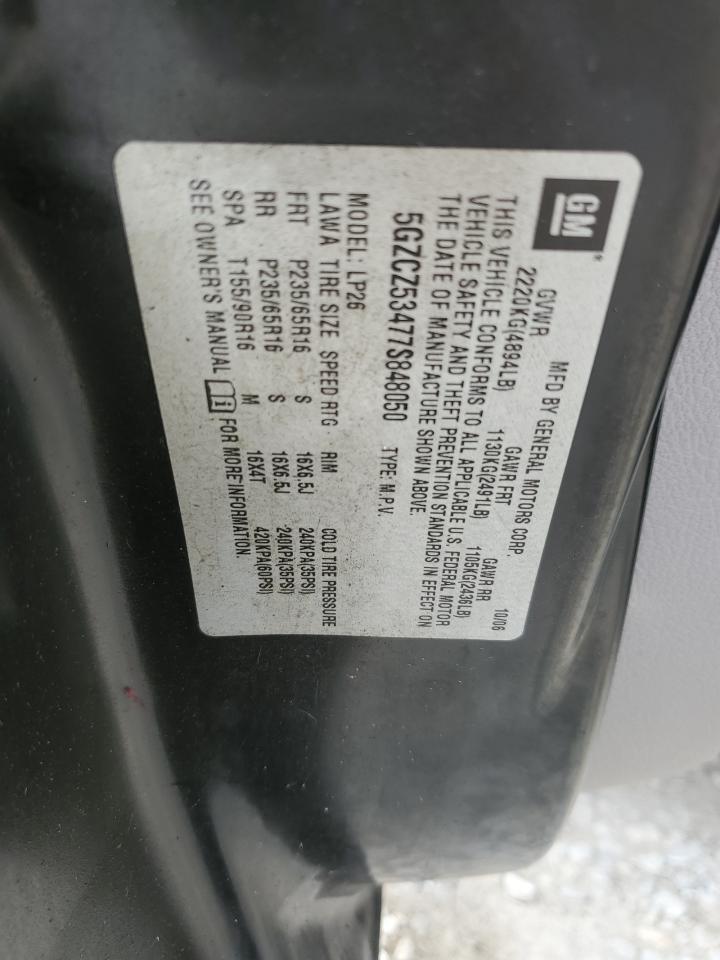 GM®
MFD BY GENERAL MOTORS CORP. 10/06
GVWR GAWR FRT GAWR RR
2220KG(4894LB) 1130KG(2491LB) 1105KG(2436LB)
THIS VEHICLE CONFORMS TO ALL APPLICABLE U.S. FEDERAL MOTOR
VEHICLE SAFETY AND THEFT PREVENTION STANDARDS IN EFFECT ON
THE DATE OF MANUFACTURE SHOWN ABOVE.
5GZCZ53477S848050 TYPE: M.P.V.
MODEL: LP26
LAWA TIRE SIZE SPEED RTG RIM COLD TIRE PRESSURE
FRT P235/65R16 S 16X6.5J 240KPA(35PSI)
RR P235/65R16 S 16X6.5J 240KPA(35PSI)
SPA T155/90R16 M 16X4T 420KPA(60PSI)
SEE OWNER'S MANUAL FOR MORE INFORMATION.